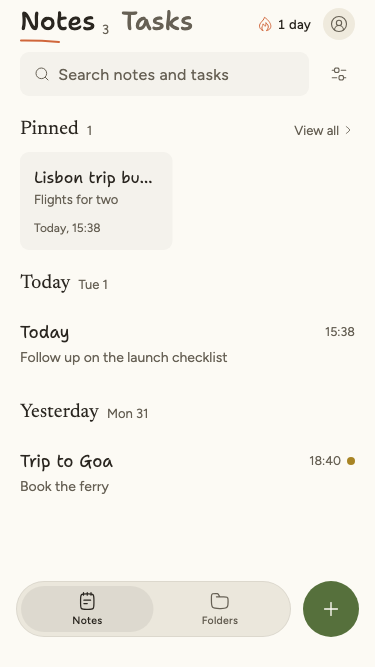 Notes 3 Tasks 1 day
Search notes and tasks
Pinned 1 View all
Lisbon trip bu...
Flights for two
Today, 15:38
Today Tue 1
Today 15:38
Follow up on the launch checklist
Yesterday Mon 31
Trip to Goa 18:40
Book the ferry
Notes Folders